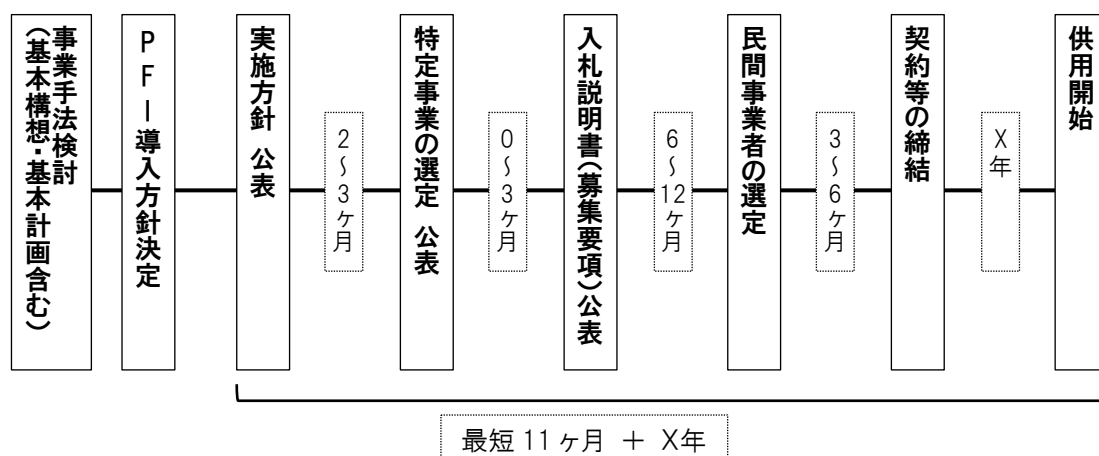 事業手法検討
（基本構想・基本計画含む）
ＰＦＩ導入方針決定
実施方針 公表
2～3ヶ月
特定事業の選定 公表
0～3ヶ月
入札説明書（募集要項）公表
6～12ヶ月
民間事業者の選定
3～6ヶ月
契約等の締結
X年
供用開始
最短 11ヶ月 ＋ X年